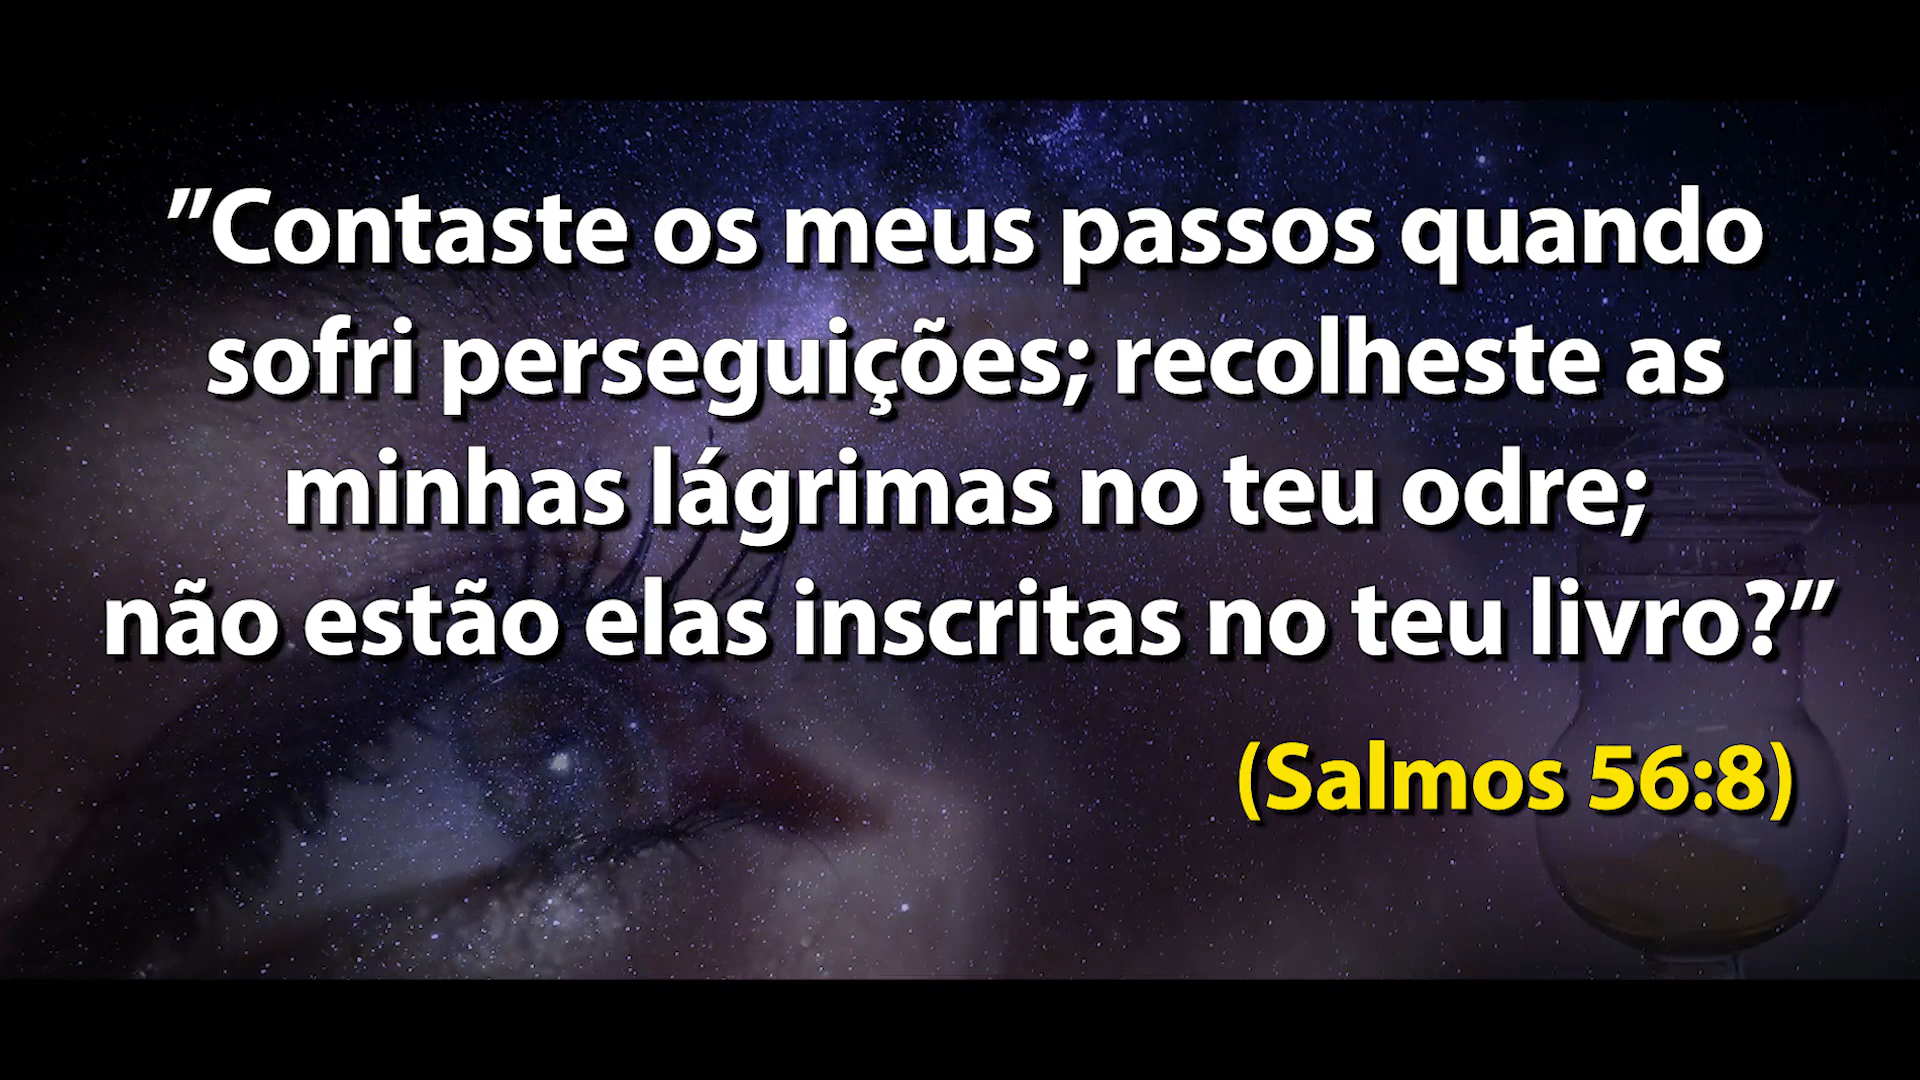 ”Contaste os meus passos quando
sofri perseguições; recolheste as
minhas lágrimas no teu odre;
não estão elas inscritas no teu livro?”
(Salmos 56:8)